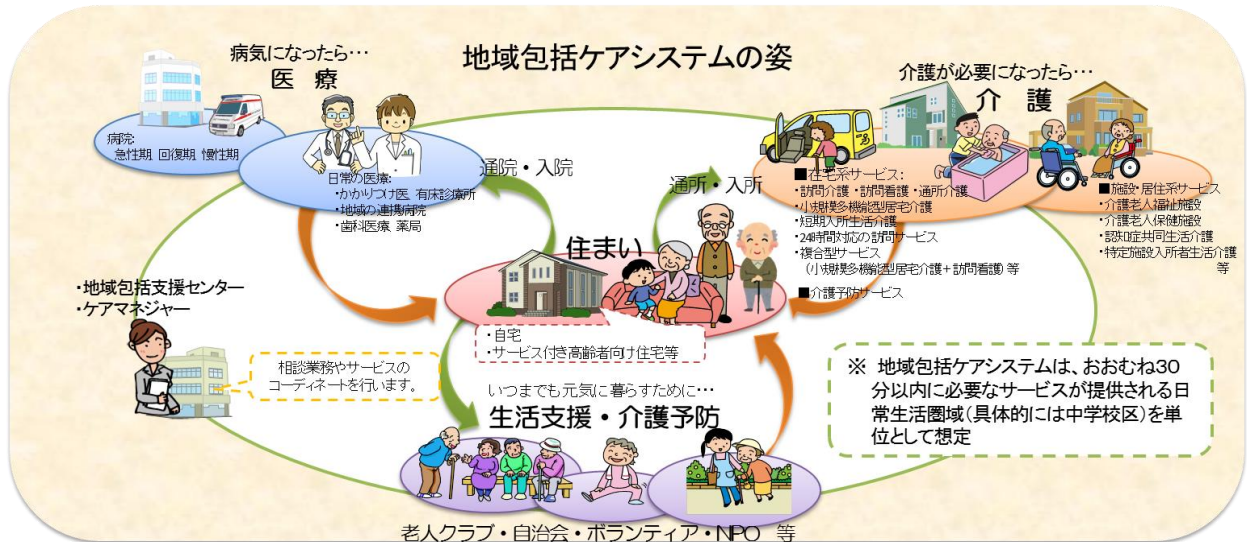 地域包括ケアシステムの姿
病気になったら･･･
医 療
病院:
急性期 回復期 慢性期
日常の医療:
・かかりつけ医 有床診療所
・地域の連携病院
・歯科医療 薬局
通院・入院
通所・入所
介護が必要になったら･･･
介 護
■在宅系サービス:
・訪問介護 ・訪問看護 ・通所介護
・小規模多機能型居宅介護
・短期入所生活介護
・24時間対応の訪問サービス
・複合型サービス
(小規模多機能型居宅介護+訪問看護) 等
■介護予防サービス
■施設・居住系サービス
・介護老人福祉施設
・介護老人保健施設
・認知症共同生活介護
・特定施設入所者生活介護
等
住まい
・自宅
・サービス付き高齢者向け住宅等
・地域包括支援センター
・ケアマネジャー
相談業務やサービスの
コーディネートを行います。
いつまでも元気に暮らすために･･･
生活支援・介護予防
老人クラブ・自治会・ボランティア・NPO 等
※ 地域包括ケアシステムは、おおむね30
分以内に必要なサービスが提供される日
常生活圏域(具体的には中学校区)を単
位として想定